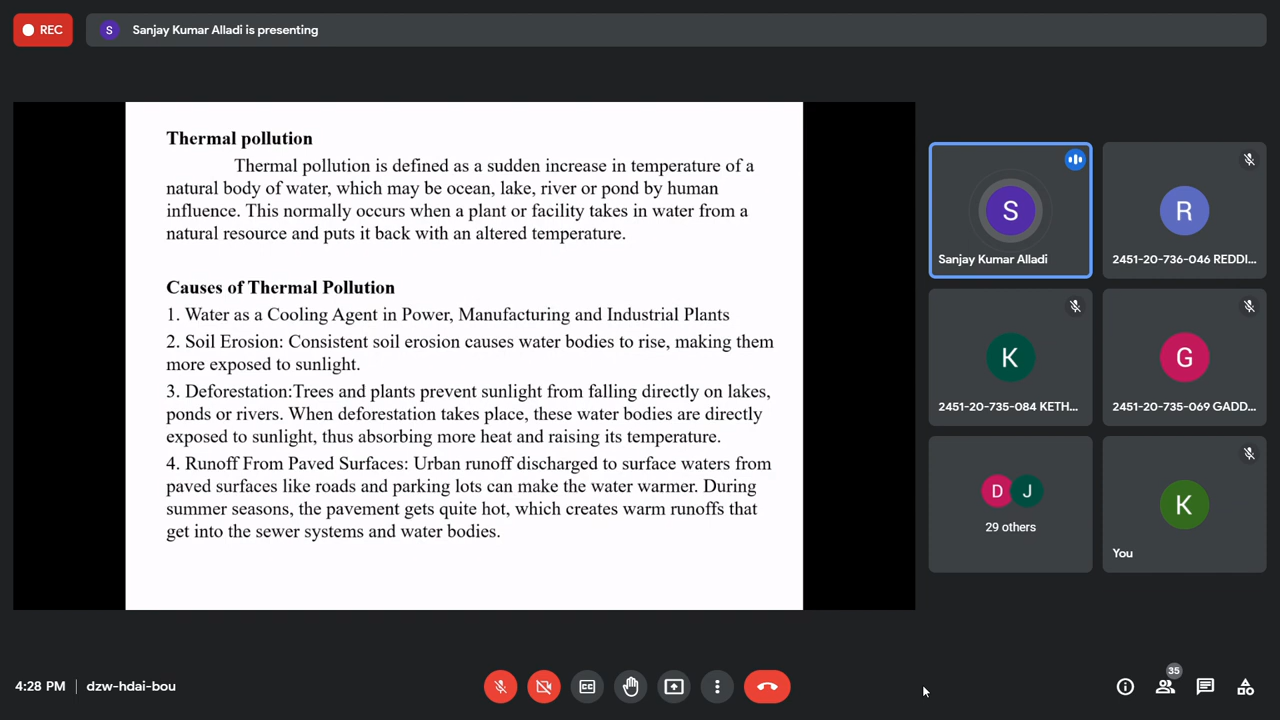 REC
S Sanjay Kumar Alladi is presenting
Thermal pollution
Thermal pollution is defined as a sudden increase in temperature of a
natural body of water, which may be ocean, lake, river or pond by human
influence. This normally occurs when a plant or facility takes in water from a
natural resource and puts it back with an altered temperature.
Causes of Thermal Pollution
1. Water as a Cooling Agent in Power, Manufacturing and Industrial Plants
2. Soil Erosion: Consistent soil erosion causes water bodies to rise, making them
more exposed to sunlight.
3. Deforestation:Trees and plants prevent sunlight from falling directly on lakes,
ponds or rivers. When deforestation takes place, these water bodies are directly
exposed to sunlight, thus absorbing more heat and raising its temperature.
4. Runoff From Paved Surfaces: Urban runoff discharged to surface waters from
paved surfaces like roads and parking lots can make the water warmer. During
summer seasons, the pavement gets quite hot, which creates warm runoffs that
get into the sewer systems and water bodies.
S
Sanjay Kumar Alladi
R
2451-20-736-046 REDDI...
K
2451-20-735-084 KETH...
G
2451-20-735-069 GADD...
D J
29 others
K
You
4:28 PM | dzw-hdai-bou
35